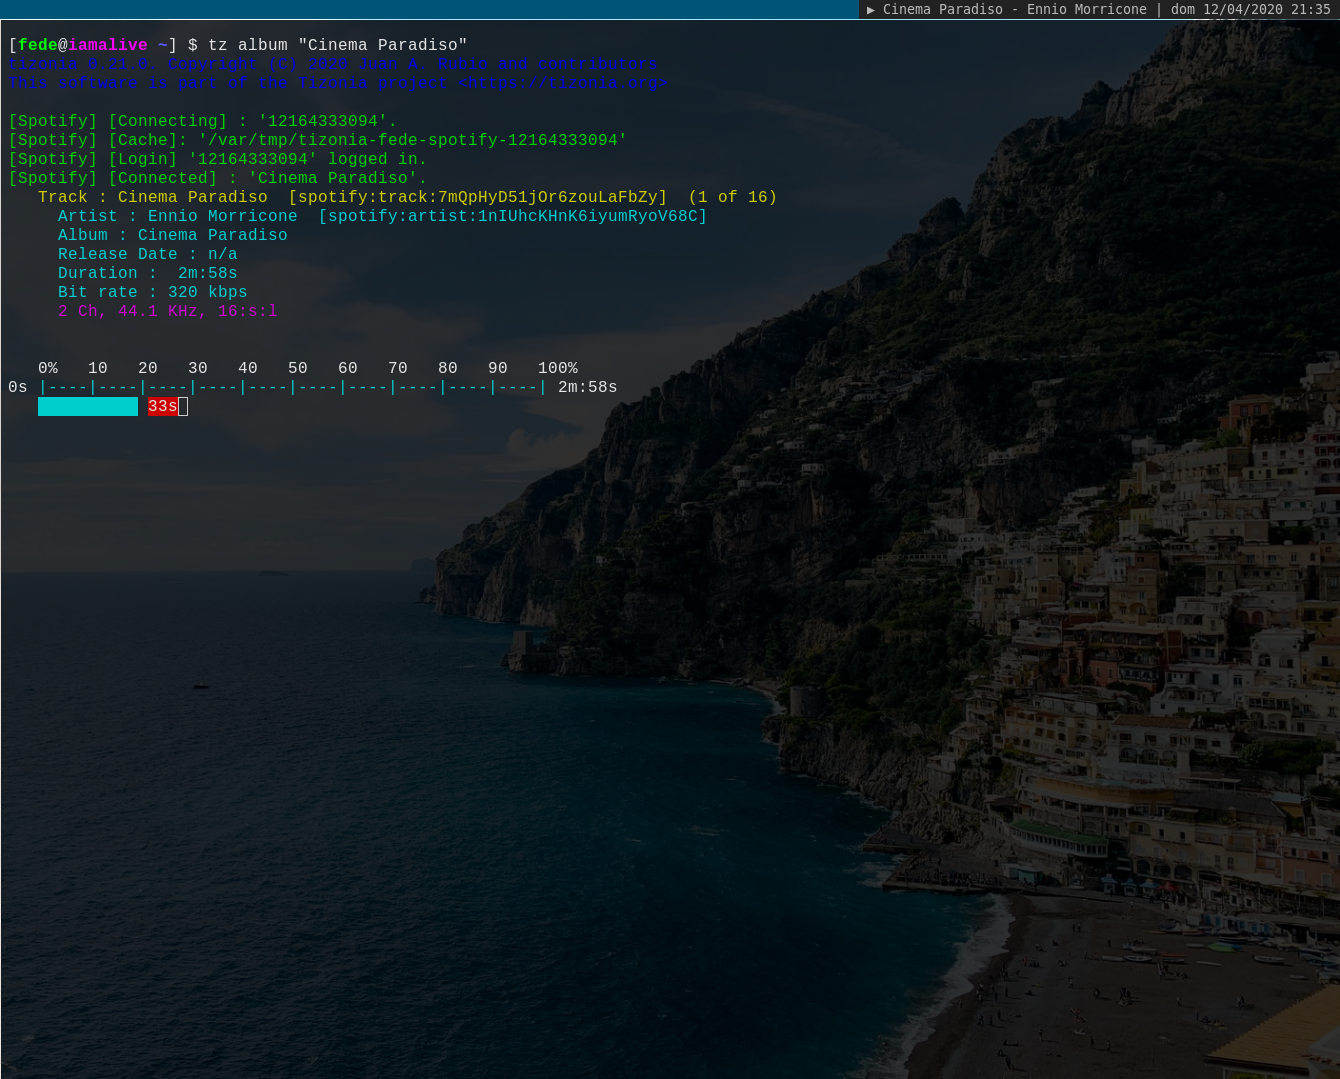 ▶ Cinema Paradiso - Ennio Morricone | dom 12/04/2020 21:35
[fede@iamalive ~] $ tz album "Cinema Paradiso"
tizonia 0.21.0. Copyright (C) 2020 Juan A. Rubio and contributors
This software is part of the Tizonia project <https://tizonia.org>
[Spotify] [Connecting] : '12164333094'.
[Spotify] [Cache]: '/var/tmp/tizonia-fede-spotify-12164333094'
[Spotify] [Login] '12164333094' logged in.
[Spotify] [Connected] : 'Cinema Paradiso'.
Track : Cinema Paradiso  [spotify:track:7mQpHyD51jOr6zouLaFbZy]  (1 of 16)
Artist : Ennio Morricone  [spotify:artist:1nIUhcKHnK6iyumRyoV68C]
Album : Cinema Paradiso
Release Date : n/a
Duration :  2m:58s
Bit rate : 320 kbps
2 Ch, 44.1 KHz, 16:s:l
0%   10   20   30   40   50   60   70   80   90   100%
0s |----|----|----|----|----|----|----|----|----|----| 2m:58s
33s